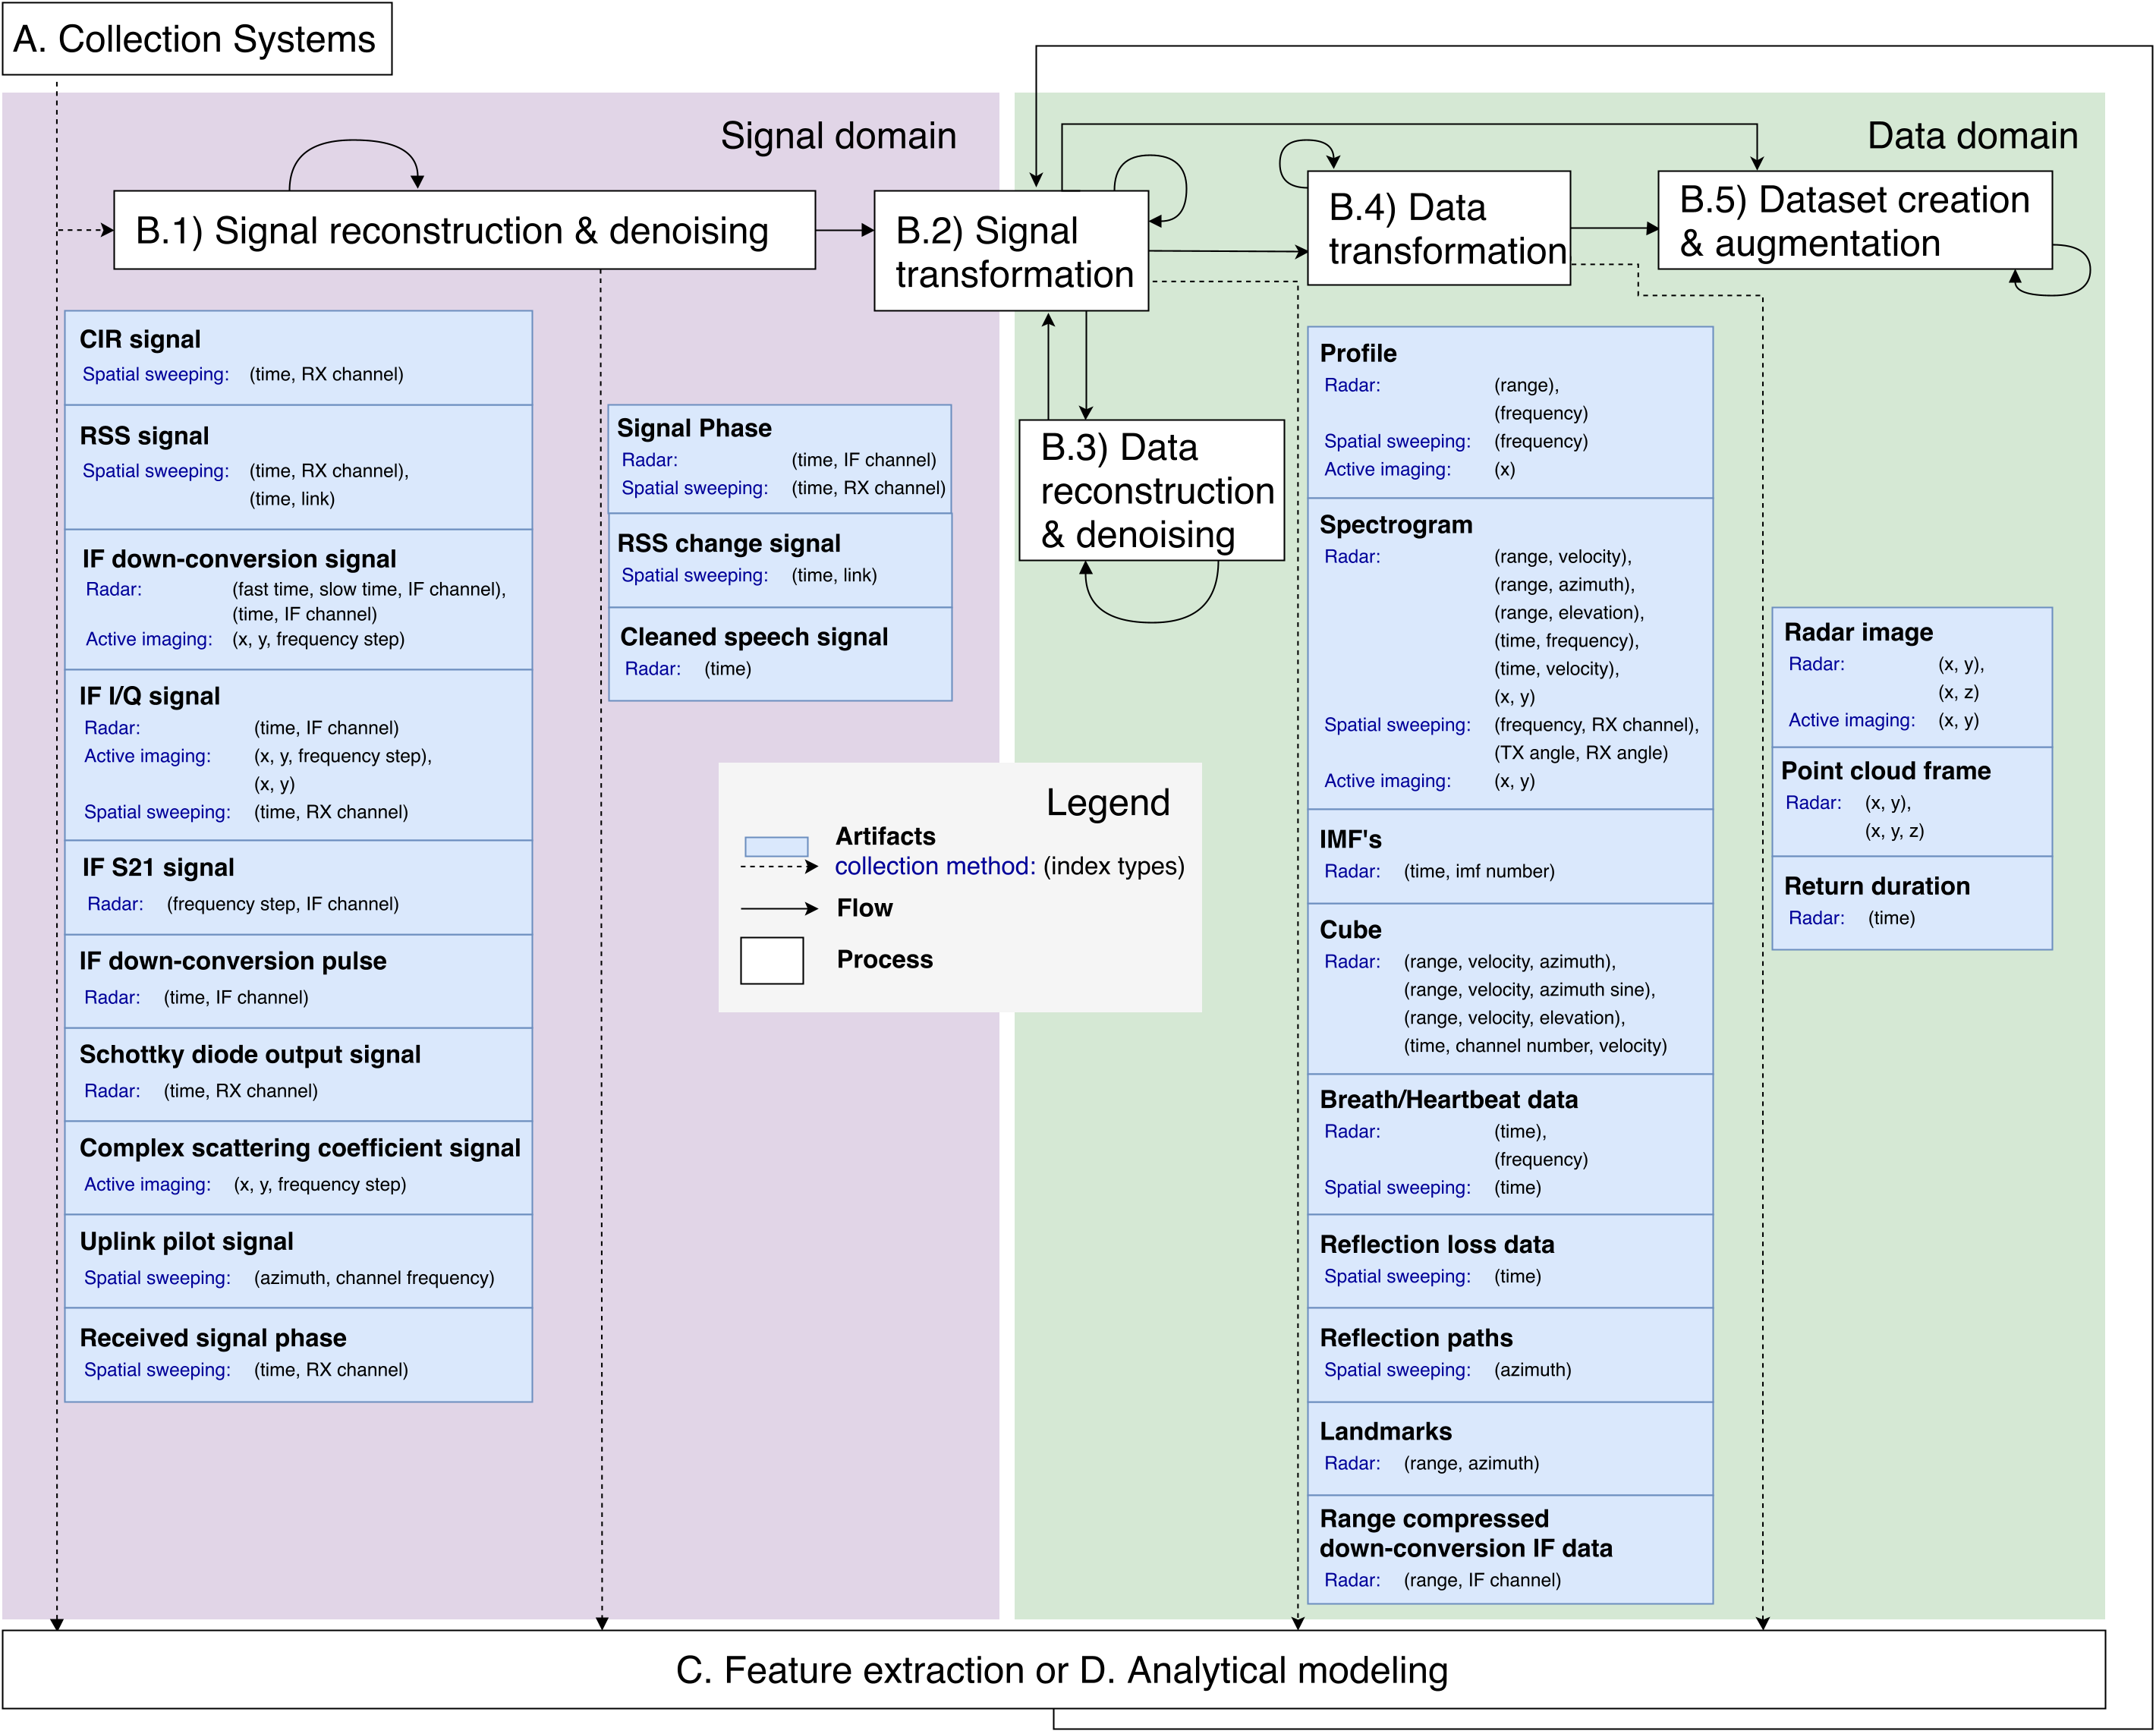 A. Collection Systems
Signal domain
Data domain
B.1) Signal reconstruction & denoising
B.2) Signal
transformation
B.3) Data
reconstruction
& denoising
B.4) Data
transformation
B.5) Dataset creation
& augmentation
CIR signal
Spatial sweeping: (time, RX channel)
RSS signal
Spatial sweeping: (time, RX channel),
(time, link)
IF down-conversion signal
Radar: (fast time, slow time, IF channel),
(time, IF channel)
Active imaging: (x, y, frequency step)
IF I/Q signal
Radar: (time, IF channel)
Active imaging: (x, y, frequency step),
(x, y)
Spatial sweeping: (time, RX channel)
IF S21 signal
Radar: (frequency step, IF channel)
IF down-conversion pulse
Radar: (time, IF channel)
Schottky diode output signal
Radar: (time, RX channel)
Complex scattering coefficient signal
Active imaging: (x, y, frequency step)
Uplink pilot signal
Spatial sweeping: (azimuth, channel frequency)
Received signal phase
Spatial sweeping: (time, RX channel)
Signal Phase
Radar: (time, IF channel)
Spatial sweeping: (time, RX channel)
RSS change signal
Spatial sweeping: (time, link)
Cleaned speech signal
Radar: (time)
Legend
Artifacts
collection method: (index types)
Flow
Process
Profile
Radar: (range),
(frequency)
Spatial sweeping: (frequency)
Active imaging: (x)
Spectrogram
Radar: (range, velocity),
(range, azimuth),
(range, elevation),
(time, frequency),
(time, velocity),
(x, y)
Spatial sweeping: (frequency, RX channel),
(TX angle, RX angle)
Active imaging: (x, y)
IMF's
Radar: (time, imf number)
Cube
Radar: (range, velocity, azimuth),
(range, velocity, azimuth sine),
(range, velocity, elevation),
(time, channel number, velocity)
Breath/Heartbeat data
Radar: (time),
(frequency)
Spatial sweeping: (time)
Reflection loss data
Spatial sweeping: (time)
Reflection paths
Spatial sweeping: (azimuth)
Landmarks
Radar: (range, azimuth)
Range compressed
down-conversion IF data
Radar: (range, IF channel)
Radar image
Radar: (x, y),
(x, z)
Active imaging: (x, y)
Point cloud frame
Radar: (x, y),
(x, y, z)
Return duration
Radar: (time)
C. Feature extraction or D. Analytical modeling